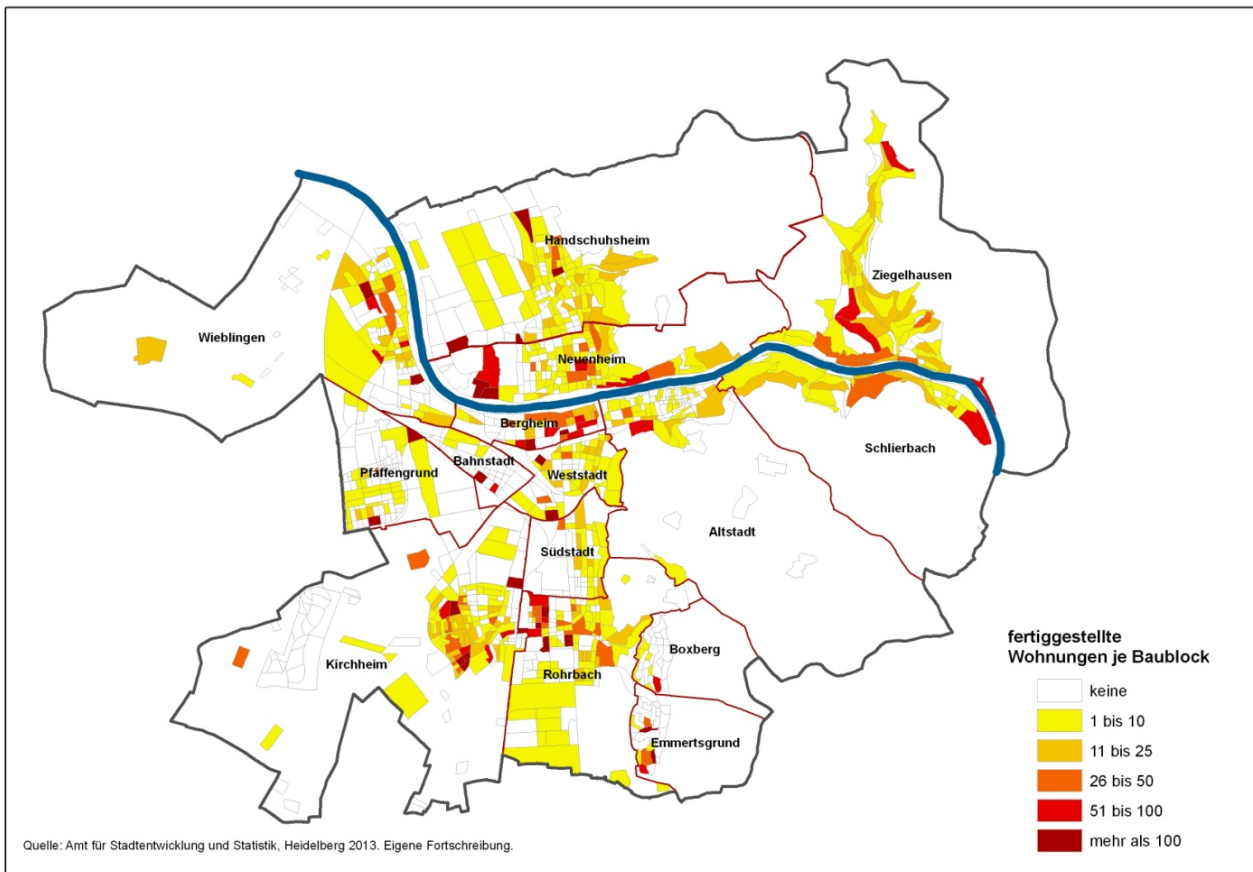 Handschuhsheim
Ziegelhausen
Wieblingen
Neuenheim
Bergheim
Schlierbach
Bahnstadt
Pfaffengrund
Weststadt
Altstadt
Südstadt
Boxberg
Kirchheim
Rohrbach
Emmertsgrund
fertiggestellte
Wohnungen je Baublock
keine
1 bis 10
11 bis 25
26 bis 50
51 bis 100
mehr als 100
Quelle: Amt für Stadtentwicklung und Statistik, Heidelberg 2013. Eigene Fortschreibung.